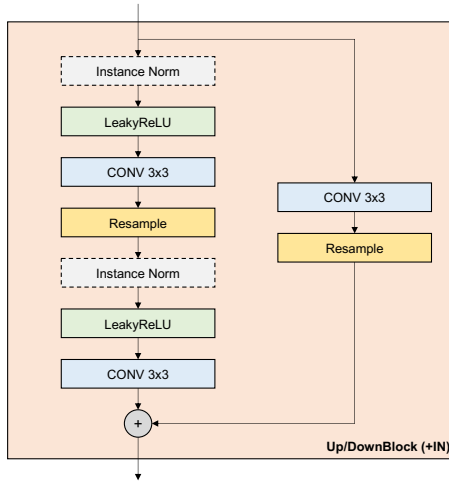 Instance Norm
LeakyReLU
CONV 3x3
Resample
Instance Norm
LeakyReLU
CONV 3x3
+
CONV 3x3
Resample
Up/DownBlock (+IN)